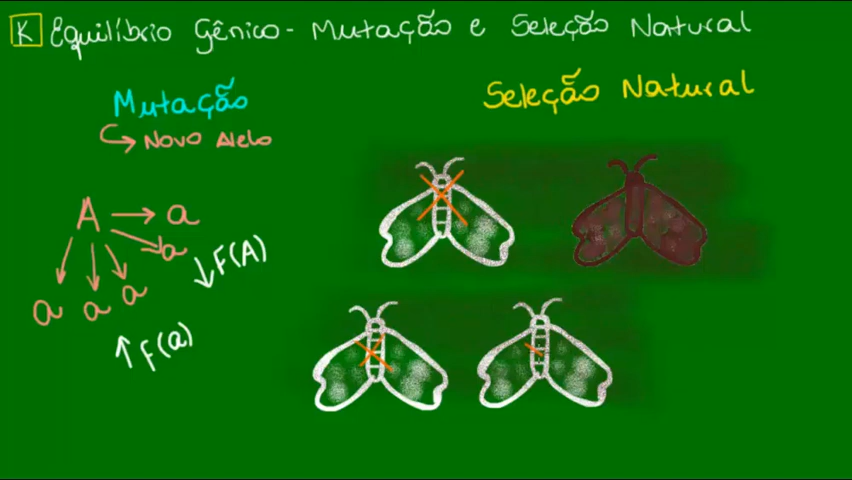 K Equilíbrio Gênico - Mutação e Seleção Natural
Mutação
↳ Novo Alelo
Seleção Natural
A → a
a
a a a
↓F(A)
↑F(a)